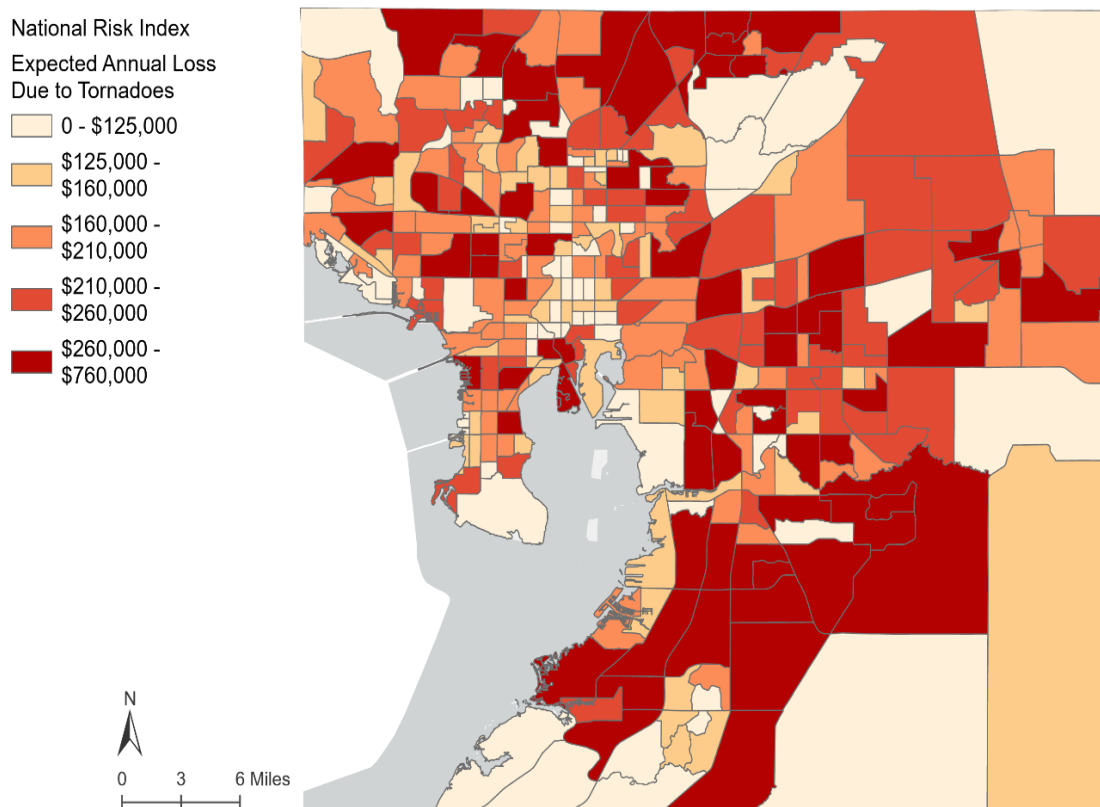 National Risk Index
Expected Annual Loss
Due to Tornadoes
0 - $125,000
$125,000 -
$160,000
$160,000 -
$210,000
$210,000 -
$260,000
$260,000 -
$760,000
N
0 3 6 Miles